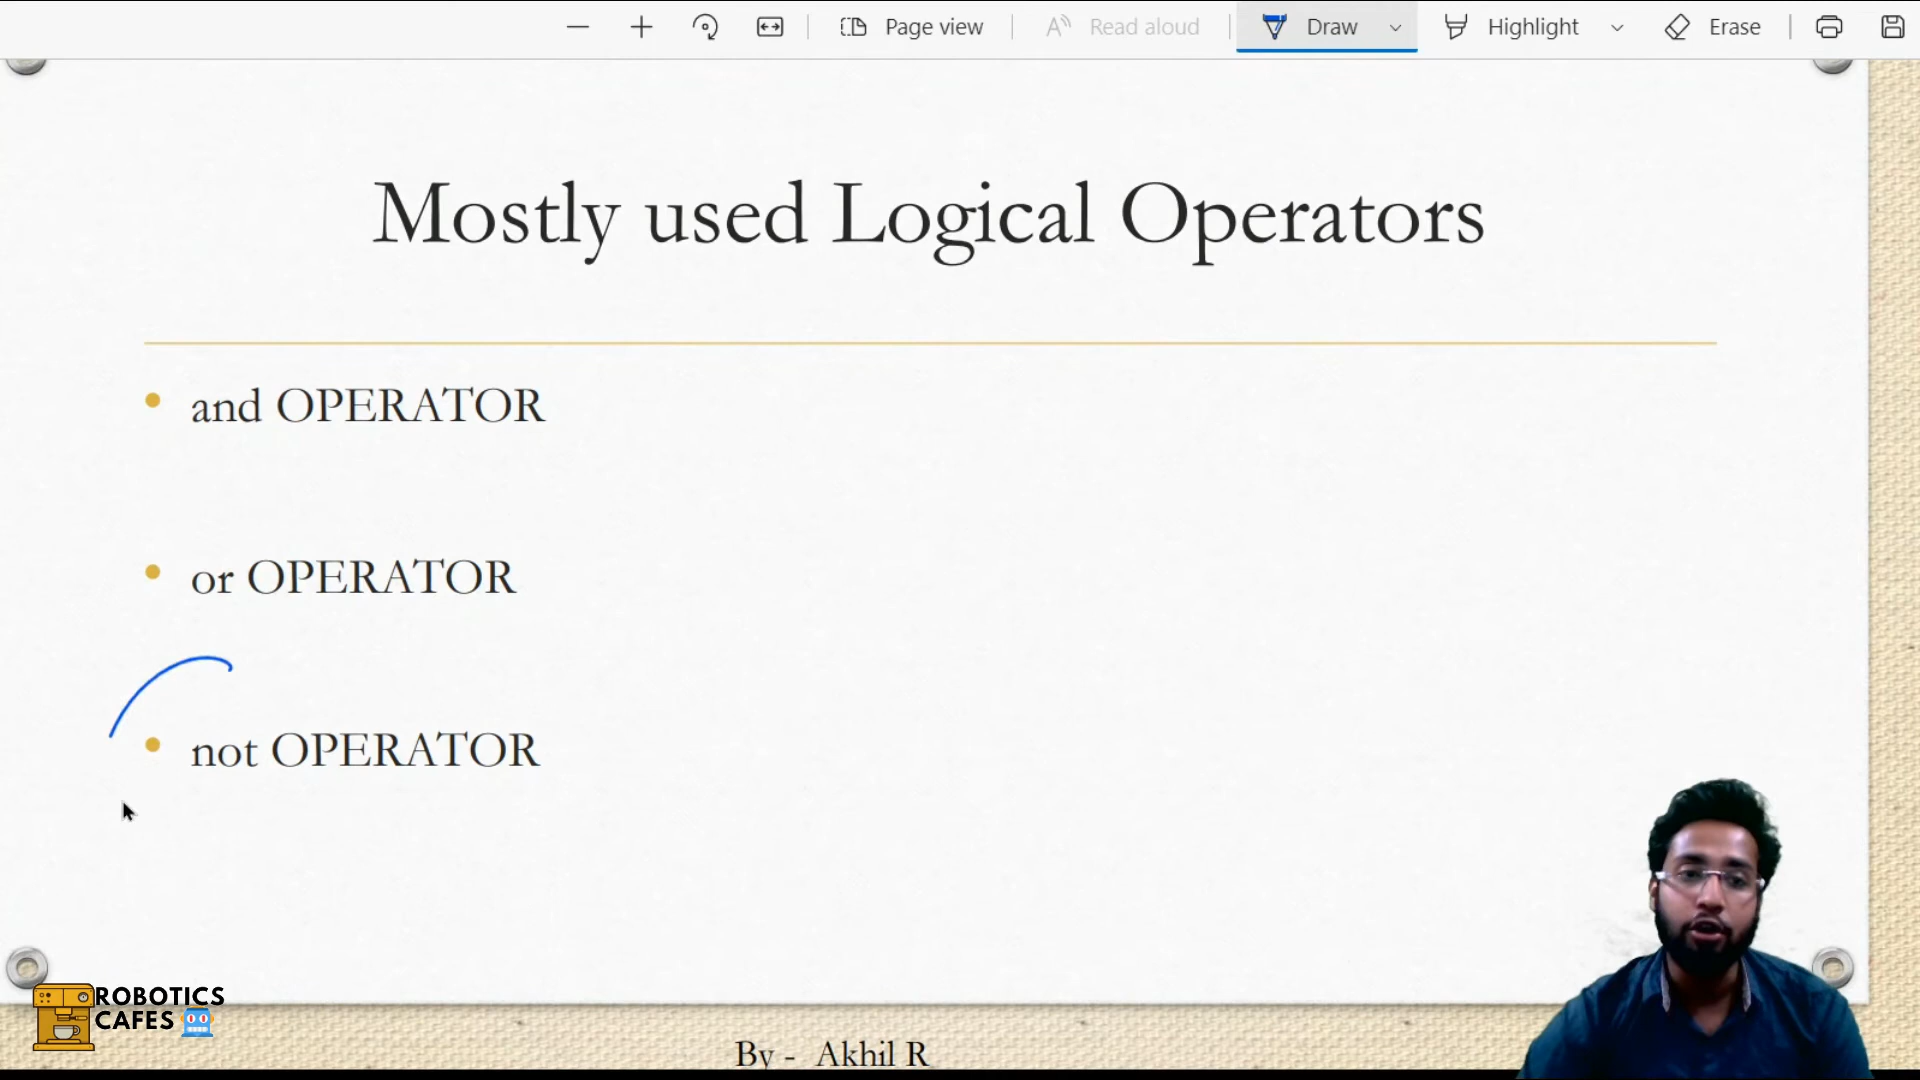 Page view
Read aloud
Draw
Highlight
Erase
Mostly used Logical Operators
and OPERATOR
or OPERATOR
not OPERATOR
ROBOTICS
CAFES
By - Akhil R